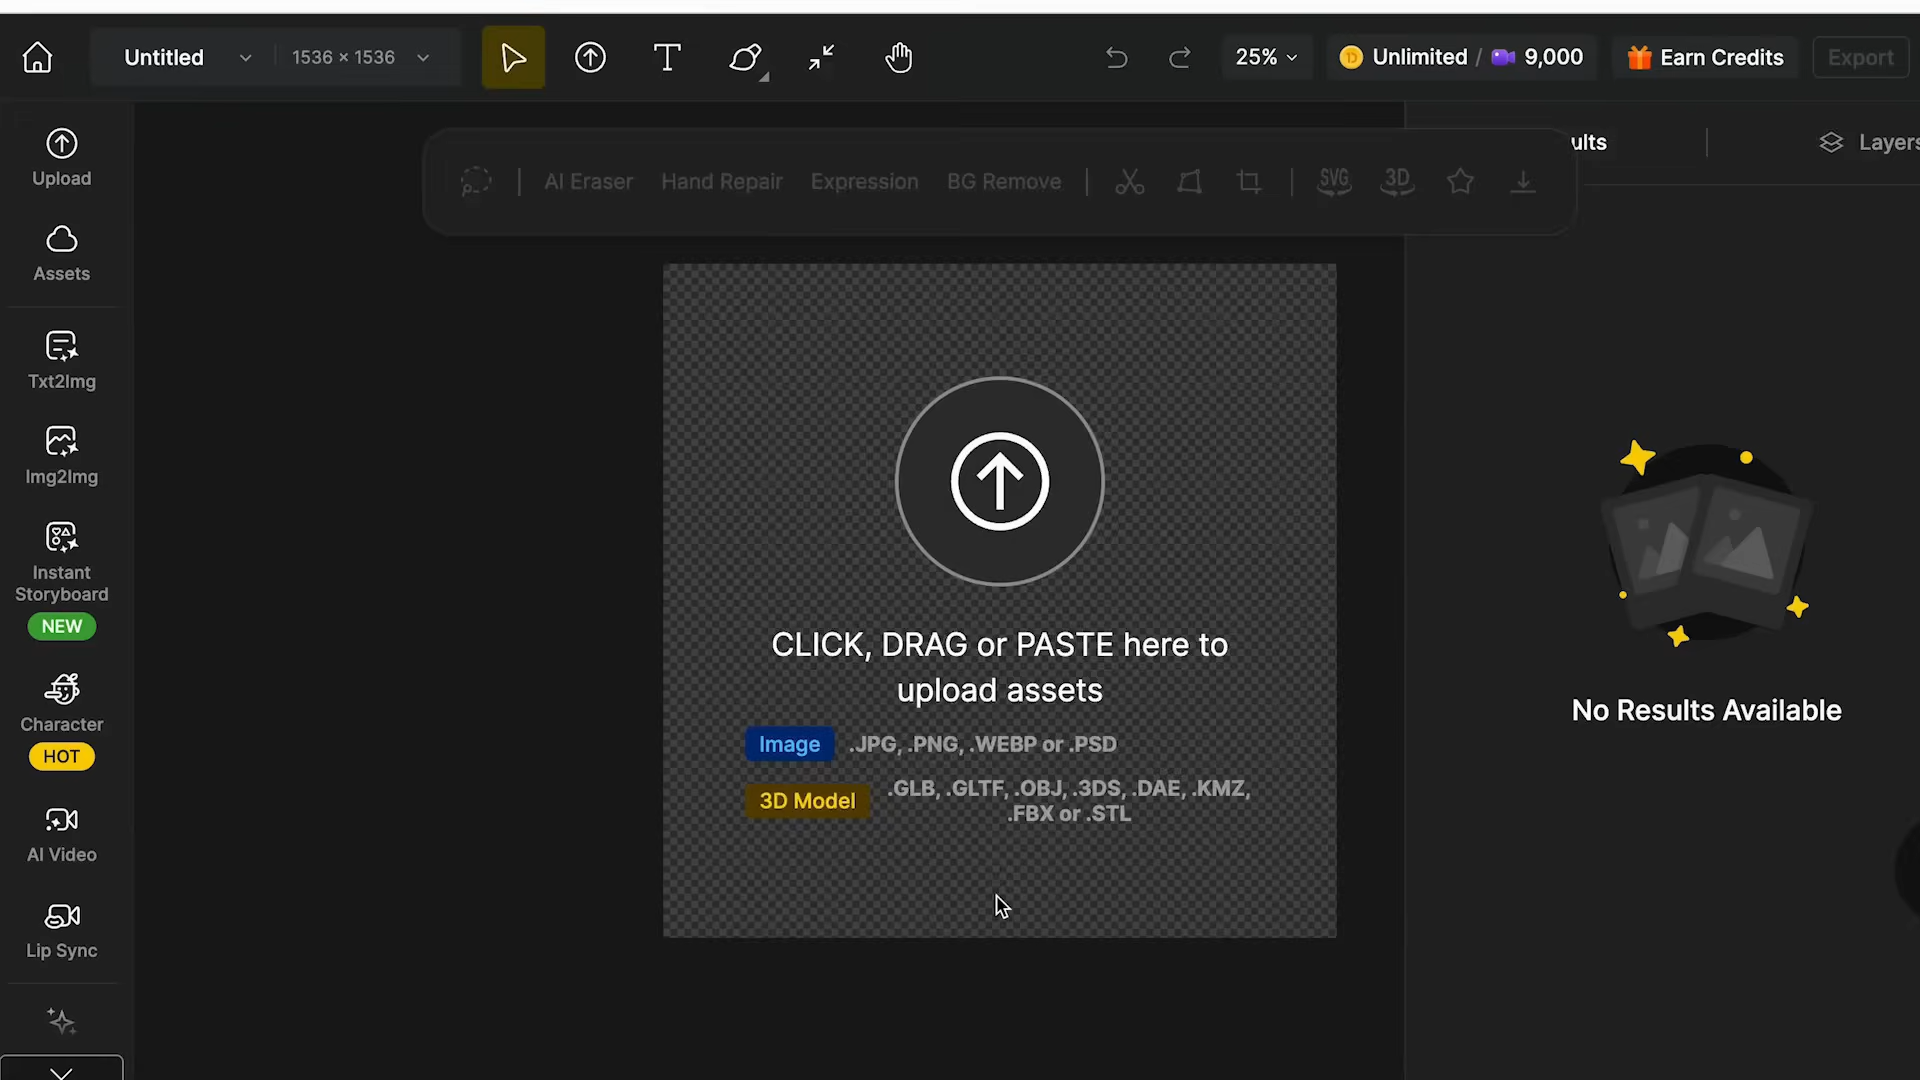 Untitled
1536 × 1536
25%
Unlimited / 9,000
Earn Credits
Export
Upload
Assets
Txt2Img
Img2Img
Instant
Storyboard
NEW
Character
HOT
AI Video
Lip Sync
AI Eraser
Hand Repair
Expression
BG Remove
SVG
3D
ults
Layers
CLICK, DRAG or PASTE here to
upload assets
Image .JPG, .PNG, .WEBP or .PSD
3D Model .GLB, .GLTF, .OBJ, .3DS, .DAE, .KMZ,
.FBX or .STL
No Results Available